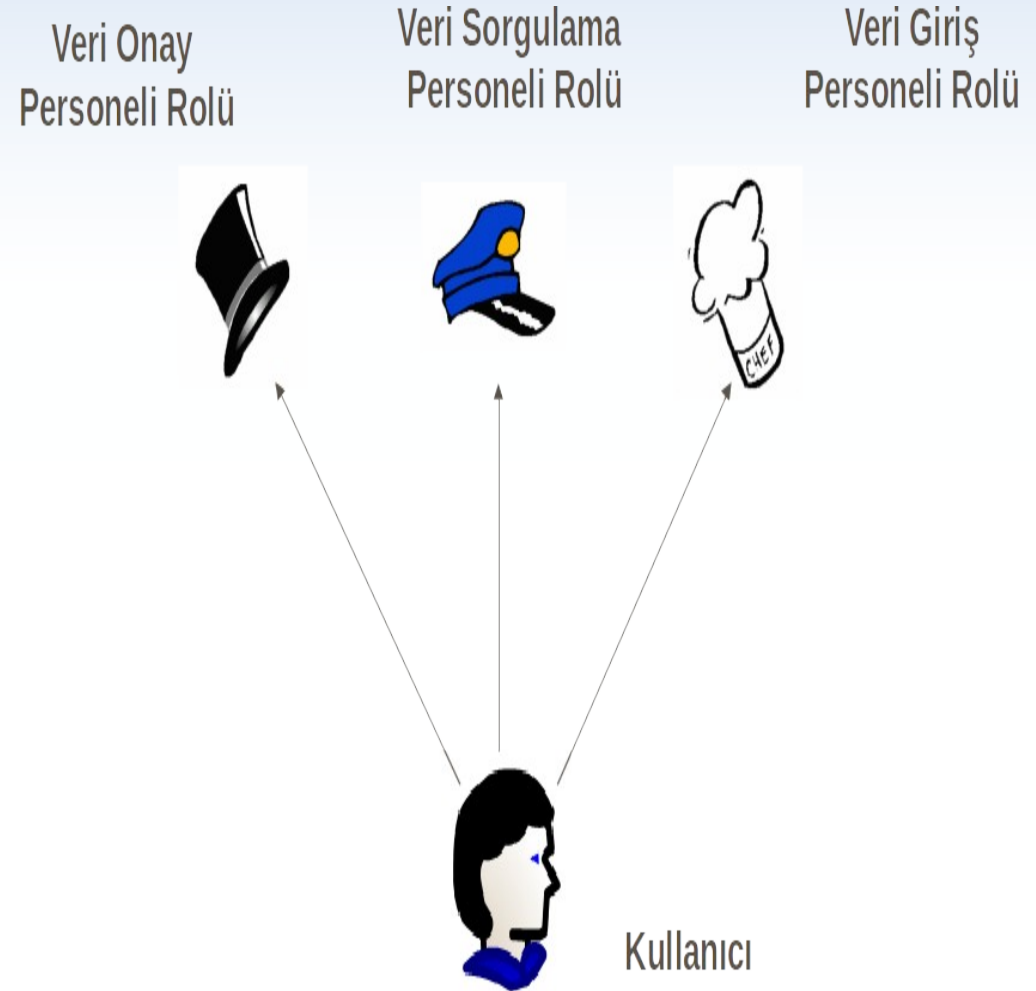 Veri Onay
Personeli Rolü
Veri Sorgulama
Personeli Rolü
Veri Giriş
Personeli Rolü
CHEF
Kullanıcı